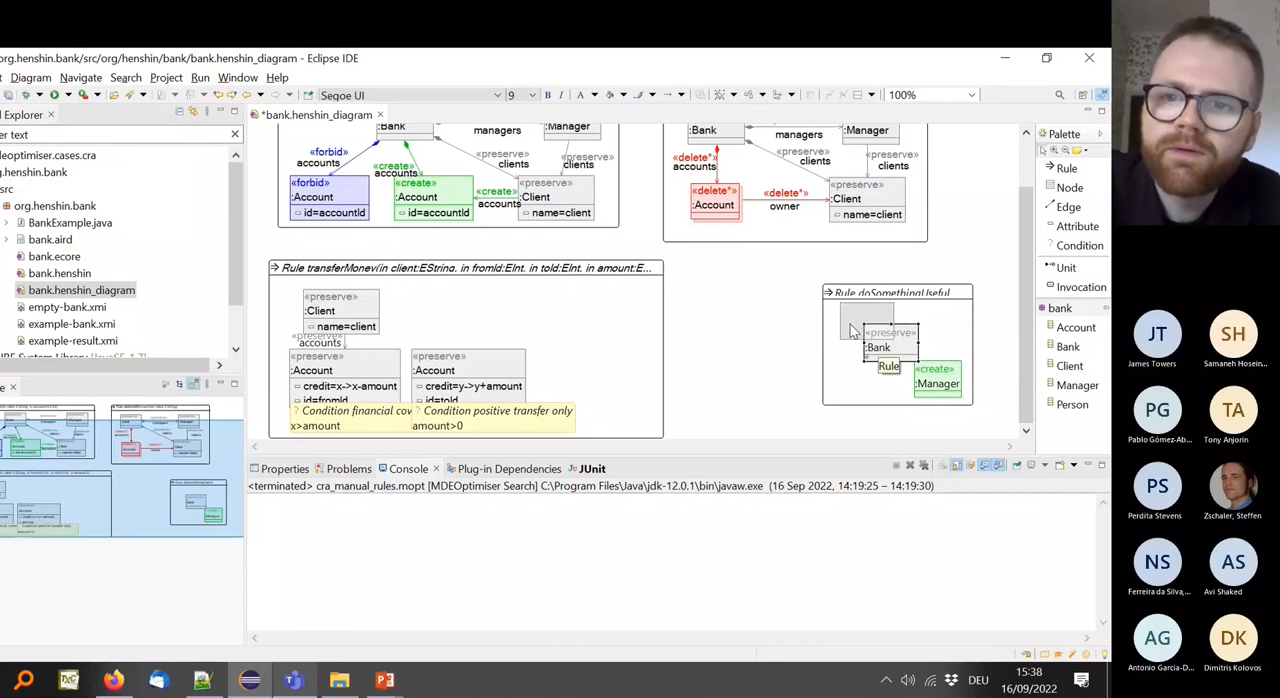 org.henshin.bank/src/org/henshin/bank/bank.henshin_diagram - Eclipse IDE
t Diagram Navigate Search Project Run Window Help
Segoe UI 9 B I A 100%
Explorer
*bank.henshin_diagram
er text
deoptimiser.cases.cra
g.henshin.bank
src
org.henshin.bank
BankExample.java
bank.aird
bank.ecore
bank.henshin
bank.henshin_diagram
empty-bank.xmi
example-bank.xmi
example-result.xmi
:Bank
managers
:Manager
«forbid»
accounts
«create»
accounts
«preserve»
clients
«preserve»
clients
«forbid»
:Account
id=accountId
«create»
:Account
id=accountId
«create»
accounts
«preserve»
:Client
name=client
:Bank
managers
:Manager
«delete*»
accounts
«preserve»
clients
«preserve»
clients
«delete*»
:Account
«delete*»
owner
«preserve»
:Client
name=client
Rule transferMoney(in client:EString, in fromId:EInt, in toId:EInt, in amount:E...
«preserve»
:Client
name=client
«preserve»
accounts
«preserve»
:Account
credit=x->x-amount
id=fromId
«preserve»
:Account
credit=y->y+amount
id=toId
? Condition financial cov
x>amount
? Condition positive transfer only
amount>0
Rule doSomethingUseful
«preserve»
:Bank
Rule
«create»
:Manager
Palette
Rule
Node
Edge
Attribute
? Condition
Unit
Invocation
bank
Account
Bank
Client
Manager
Person
Properties Problems Console Plug-in Dependencies JUnit
<terminated> cra_manual_rules.mopt [MDEOptimiser Search] C:\Program Files\Java\jdk-12.0.1\bin\javaw.exe (16 Sep 2022, 14:19:25 – 14:19:30)
JT
James Towers
SH
Samaneh Hosein...
PG
Pablo Gómez-Ab...
TA
Tony Anjorin
PS
Perdita Stevens
Zschaler, Steffen
NS
Ferreira da Silva,...
AS
Avi Shaked
AG
Antonio Garcia-D...
DK
Dimitris Kolovos
DEU
15:38
16/09/2022